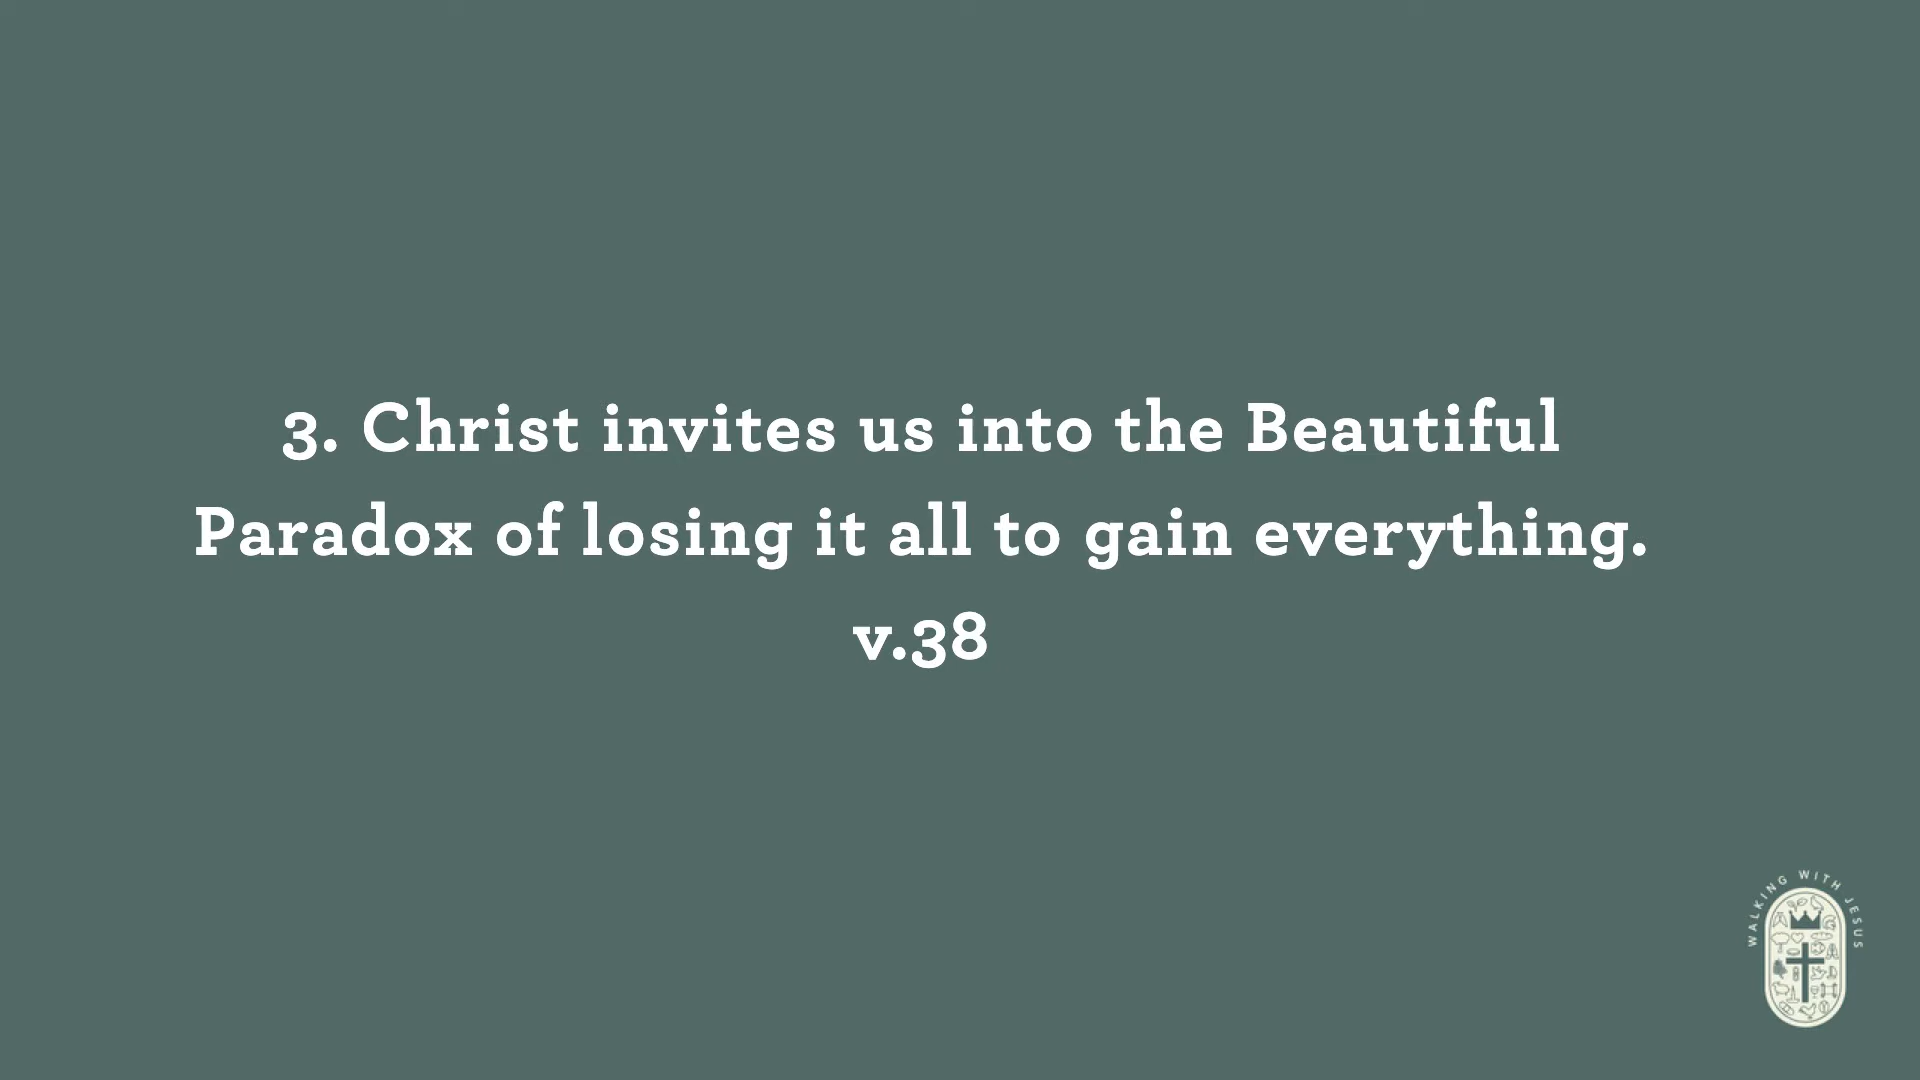 3. Christ invites us into the Beautiful
Paradox of losing it all to gain everything.
v.38
WALKING WITH JESUS